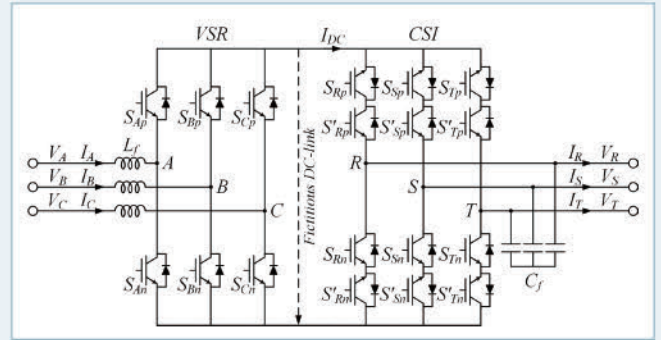 VSR I_DC CSI
S_Ap S_Bp S_Cp S_Rp S_Sp S_Tp
S'_Rp S'_Sp S'_Tp
V_A I_A L_f A R I_R V_R
V_B I_B B S I_S V_S
V_C I_C C T I_T V_T
Fictitious DC-link
S_An S_Bn S_Cn S_Rn S_Sn S_Tn
S'_Rn S'_Sn S'_Tn
C_f